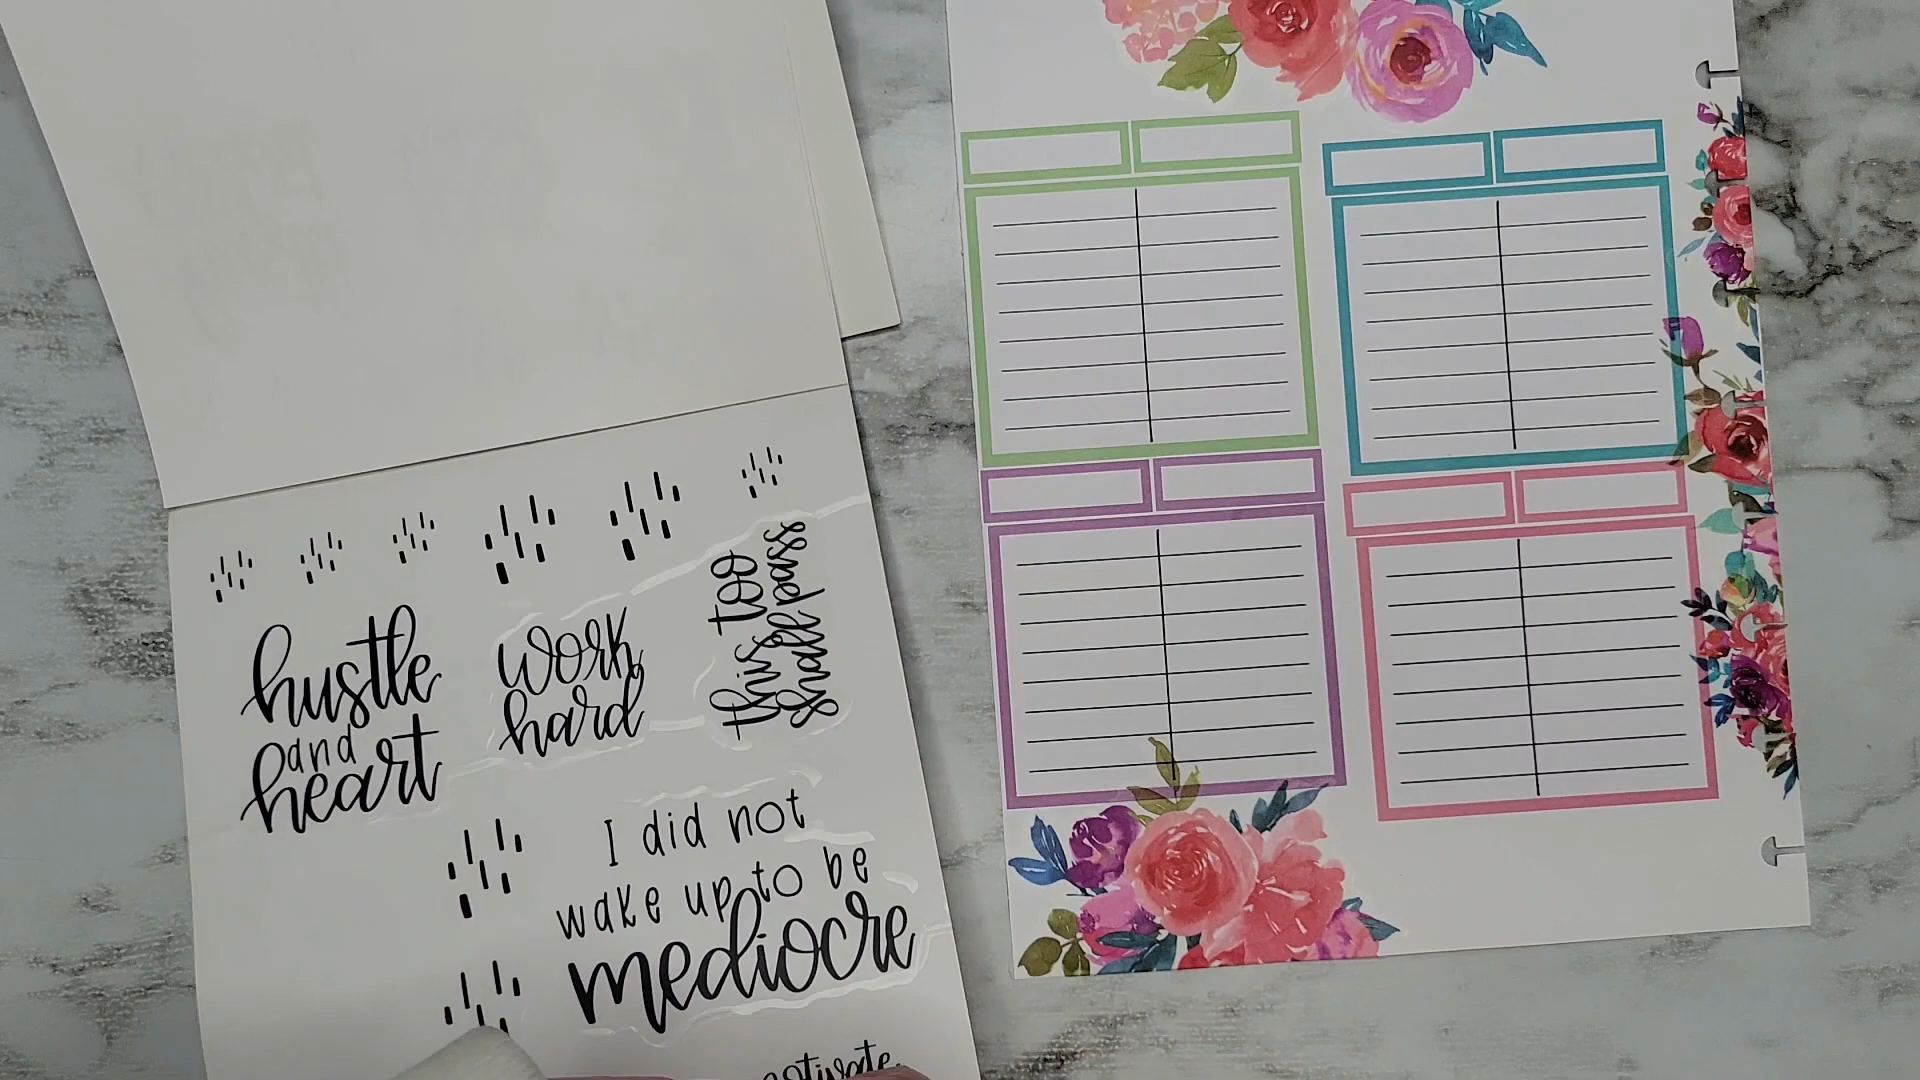 hustle
and
heart
work
hard
this too
shall pass
I did not
wake up to be
mediocre